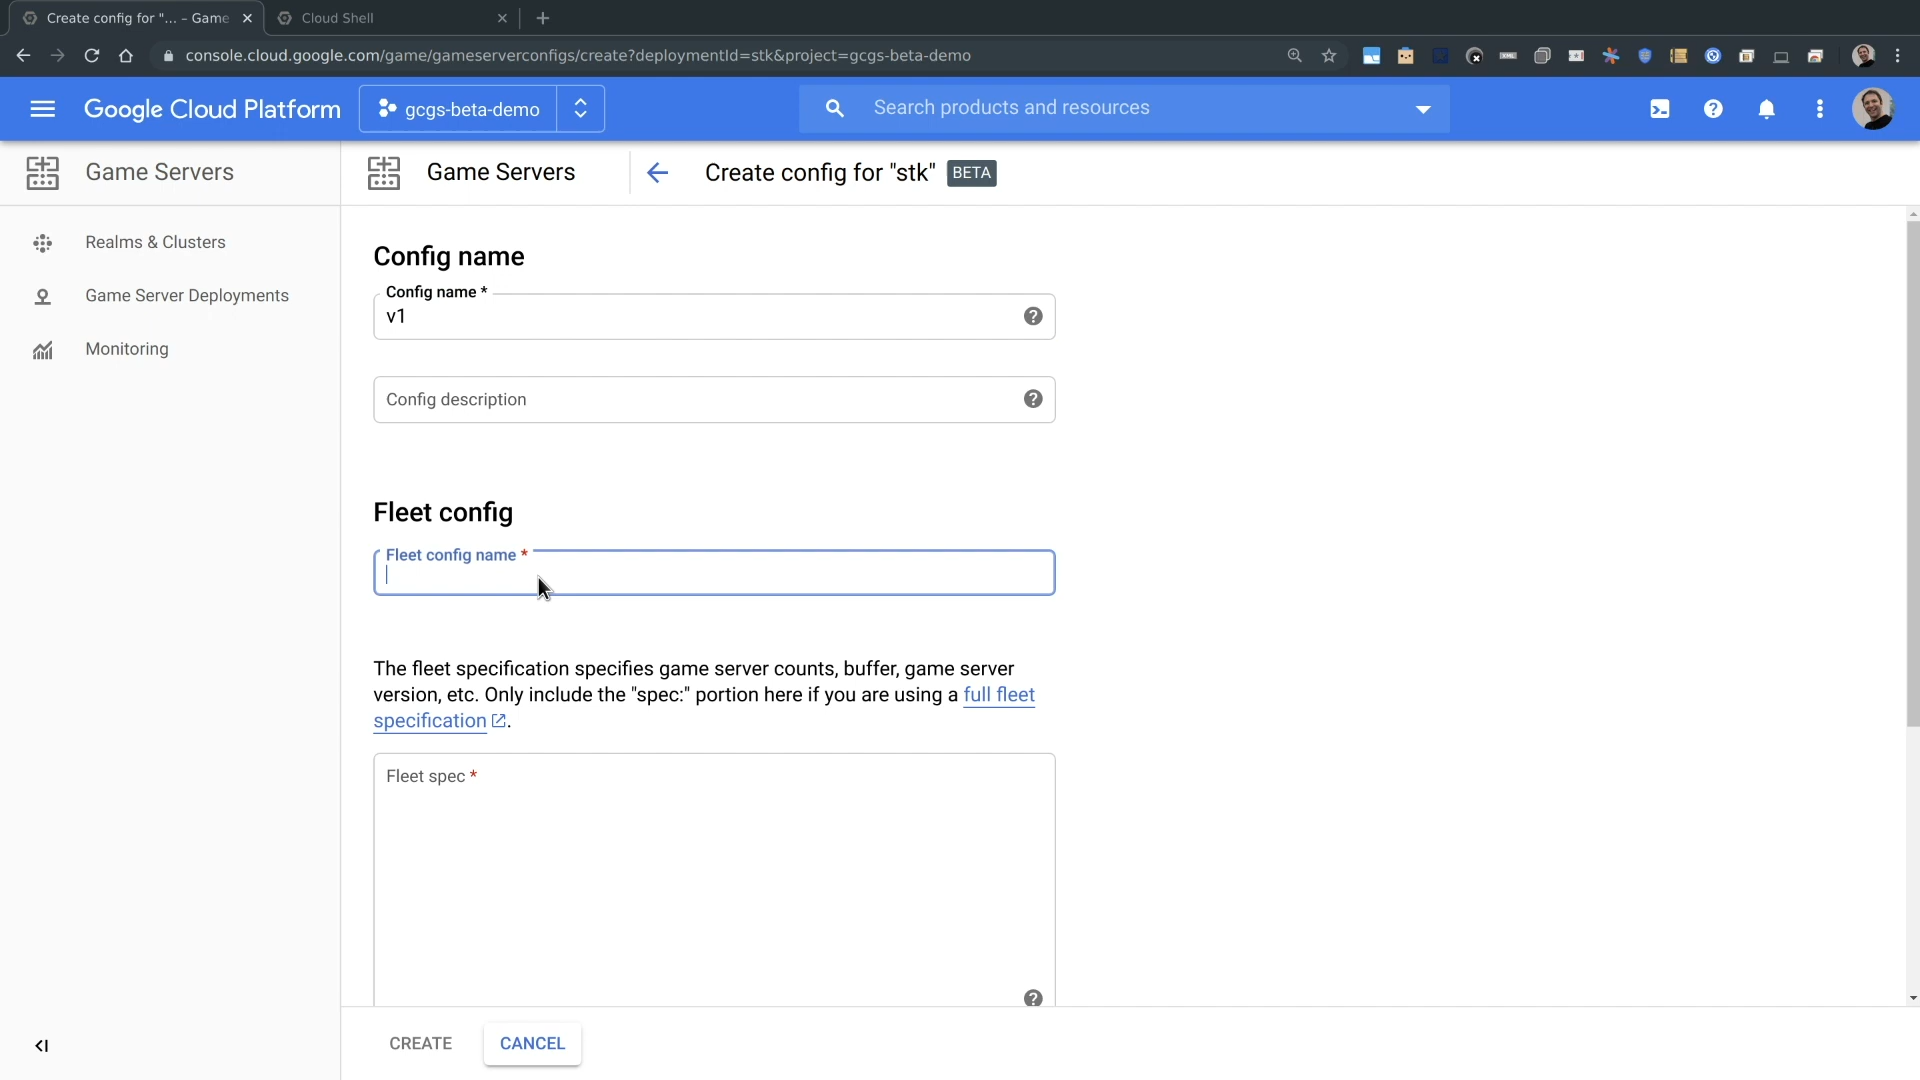 Create config for "... – Game
Cloud Shell
console.cloud.google.com/game/gameserverconfigs/create?deploymentId=stk&project=gcgs-beta-demo
Google Cloud Platform
gcgs-beta-demo
Search products and resources
Game Servers
Game Servers
Create config for "stk"
BETA
Realms & Clusters
Game Server Deployments
Monitoring
Config name
Config name *
v1
Config description
Fleet config
Fleet config name *
The fleet specification specifies game server counts, buffer, game server
version, etc. Only include the "spec:" portion here if you are using a full fleet
specification.
Fleet spec *
CREATE
CANCEL